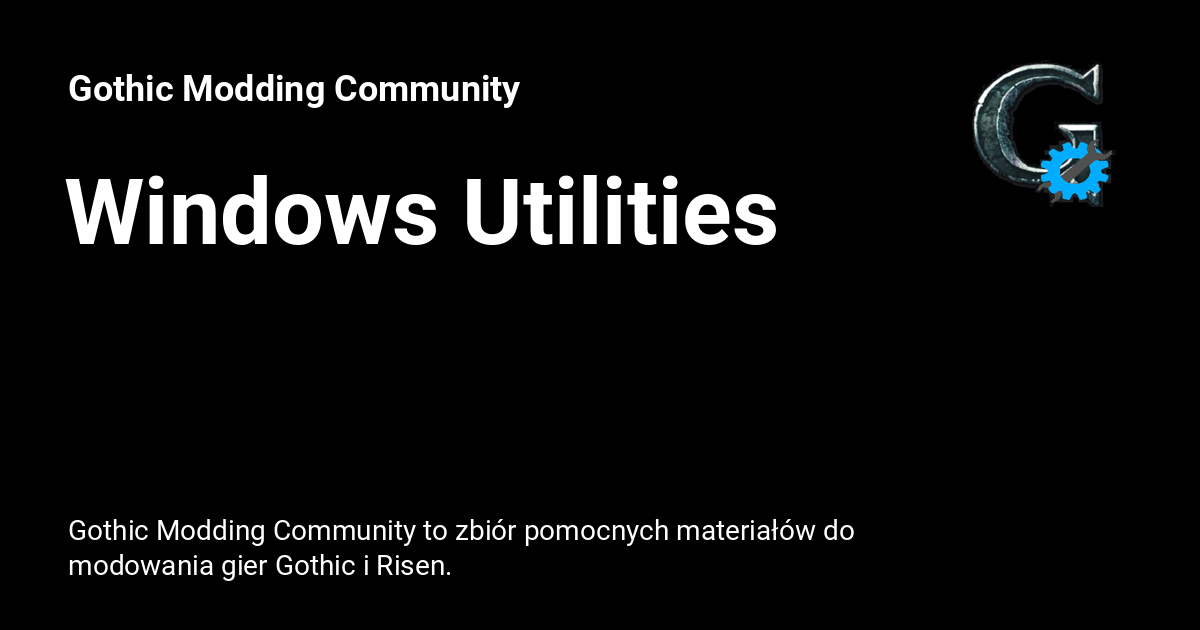 Gothic Modding Community
Windows Utilities
G
Gothic Modding Community to zbiór pomocnych materiałów do
modowania gier Gothic i Risen.